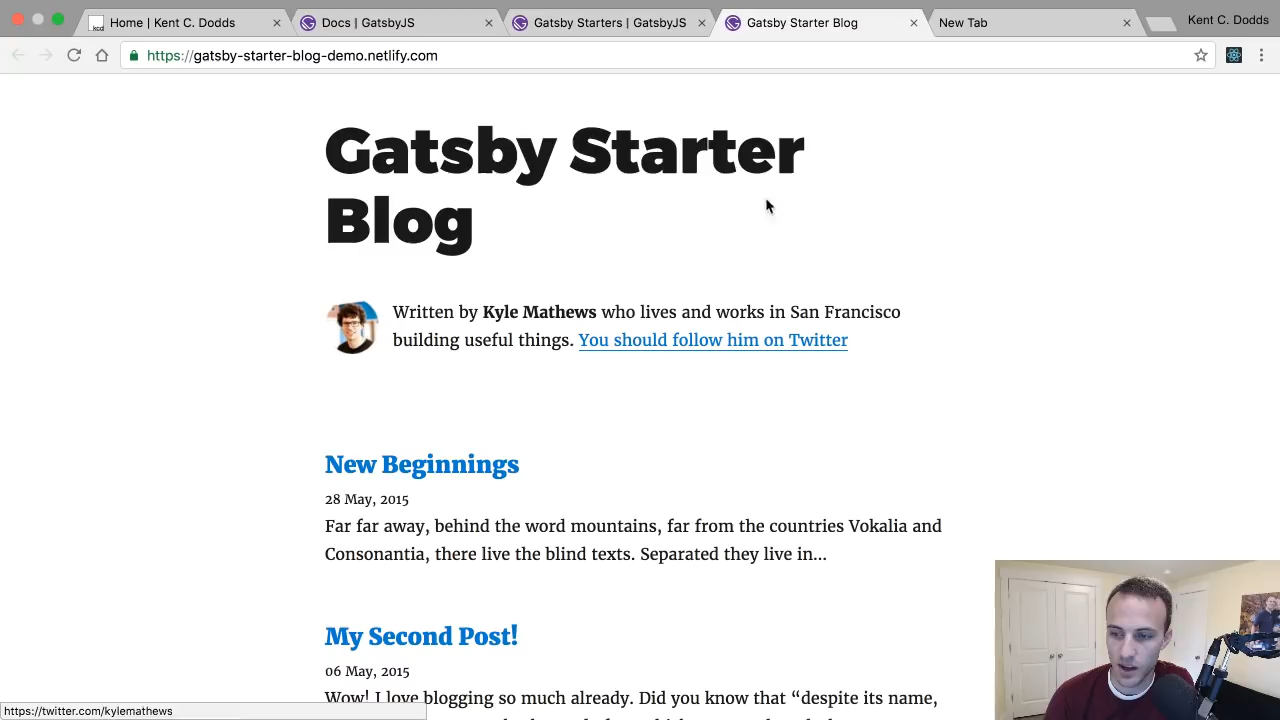 Home | Kent C. Dodds
Docs | GatsbyJS
Gatsby Starters | GatsbyJS
Gatsby Starter Blog
New Tab
Kent C. Dodds
https://gatsby-starter-blog-demo.netlify.com
Gatsby Starter
Blog
Written by Kyle Mathews who lives and works in San Francisco
building useful things. You should follow him on Twitter
New Beginnings
28 May, 2015
Far far away, behind the word mountains, far from the countries Vokalia and
Consonantia, there live the blind texts. Separated they live in…
My Second Post!
06 May, 2015
Wow! I love blogging so much already. Did you know that “despite its name,
https://twitter.com/kylemathews